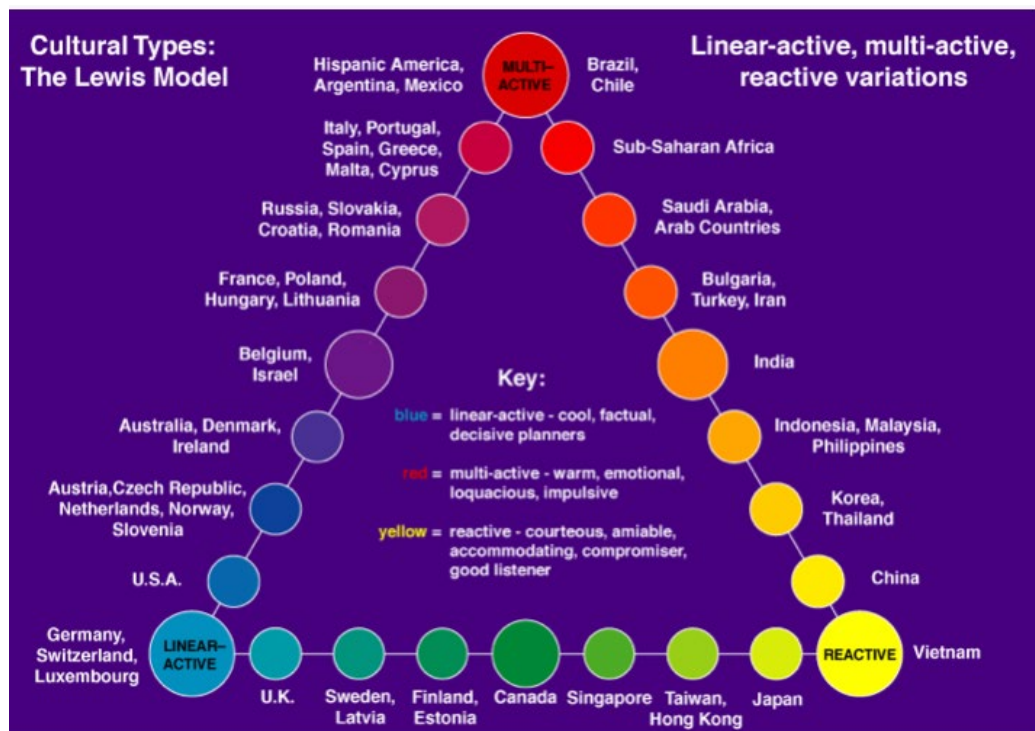 Cultural Types:
The Lewis Model
Linear-active, multi-active,
reactive variations
Hispanic America,
Argentina, Mexico
MULTI–
ACTIVE
Brazil,
Chile
Italy, Portugal,
Spain, Greece,
Malta, Cyprus
Sub-Saharan Africa
Russia, Slovakia,
Croatia, Romania
Saudi Arabia,
Arab Countries
France, Poland,
Hungary, Lithuania
Bulgaria,
Turkey, Iran
Belgium,
Israel
India
Key:
blue = linear-active - cool, factual,
decisive planners
red = multi-active - warm, emotional,
loquacious, impulsive
yellow = reactive - courteous, amiable,
accommodating, compromiser,
good listener
Australia, Denmark,
Ireland
Indonesia, Malaysia,
Philippines
Austria,Czech Republic,
Netherlands, Norway,
Slovenia
Korea,
Thailand
U.S.A.
China
Germany,
Switzerland,
Luxembourg
LINEAR–
ACTIVE
U.K.
Sweden,
Latvia
Finland,
Estonia
Canada
Singapore
Taiwan,
Hong Kong
Japan
REACTIVE
Vietnam